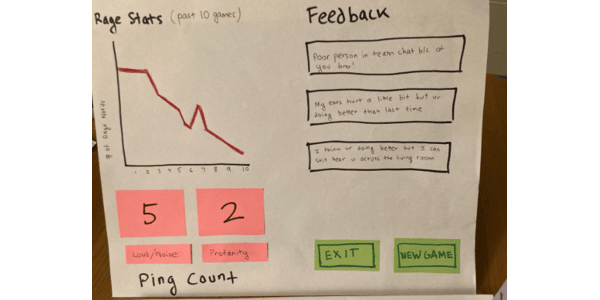 Rage Stats (past 10 games)
# of Rage Words
1 2 3 4 5 6 7 8 9 10
5
2
Loud/Noise
Profanity
Ping Count
Feedback
Poor person in team chat b/c of
you bro!
My ears hurt a little bit but ur
doing better than last time
I think ur doing better but I can
still hear u across the living room
EXIT
NEW GAME